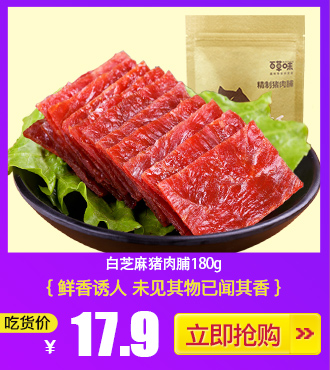 百草味
精制猪肉脯
白芝麻猪肉脯180g
{ 鲜香诱人 未见其物已闻其香 }
吃货价
¥ 17.9
立即抢购 »